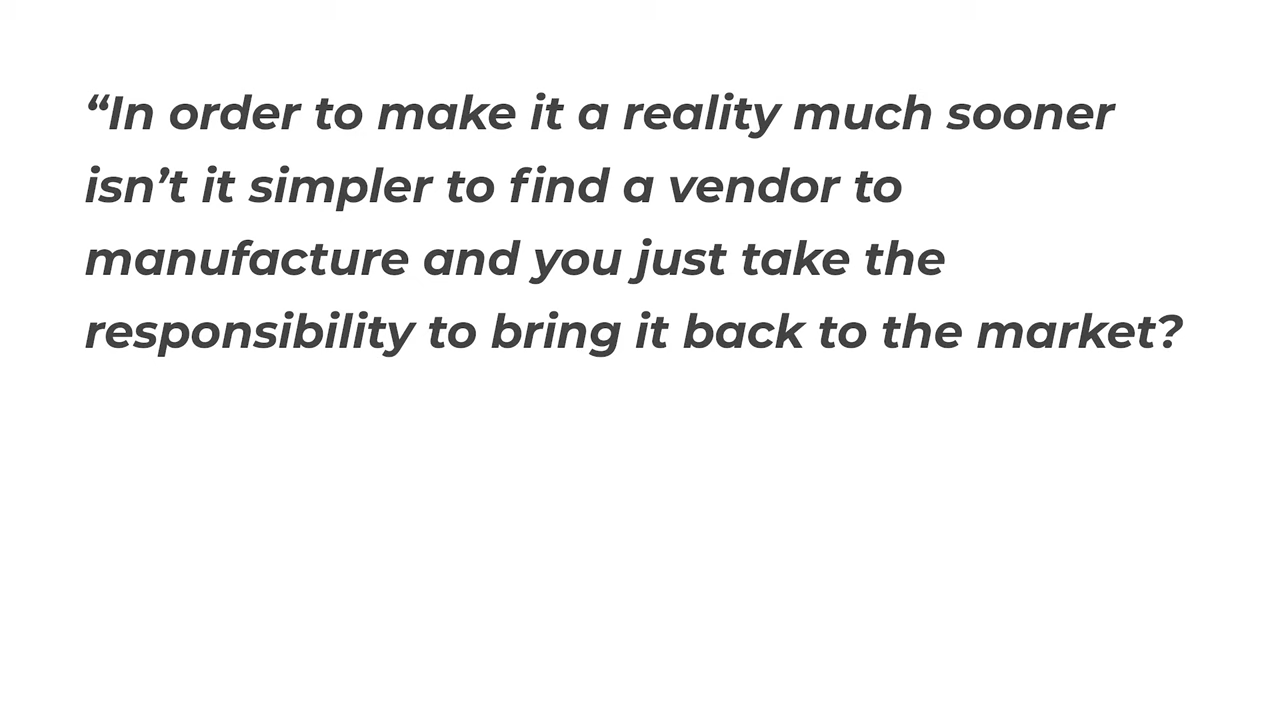 “In order to make it a reality much sooner
isn’t it simpler to find a vendor to
manufacture and you just take the
responsibility to bring it back to the market?